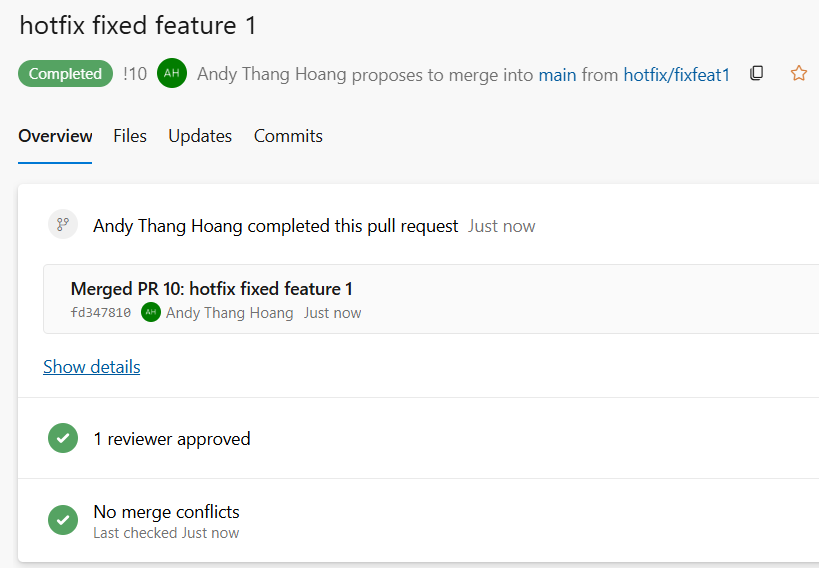 hotfix fixed feature 1
Completed !10 AH Andy Thang Hoang proposes to merge into main from hotfix/fixfeat1
Overview Files Updates Commits
Andy Thang Hoang completed this pull request Just now
Merged PR 10: hotfix fixed feature 1
fd347810 AH Andy Thang Hoang Just now
Show details
1 reviewer approved
No merge conflicts
Last checked Just now